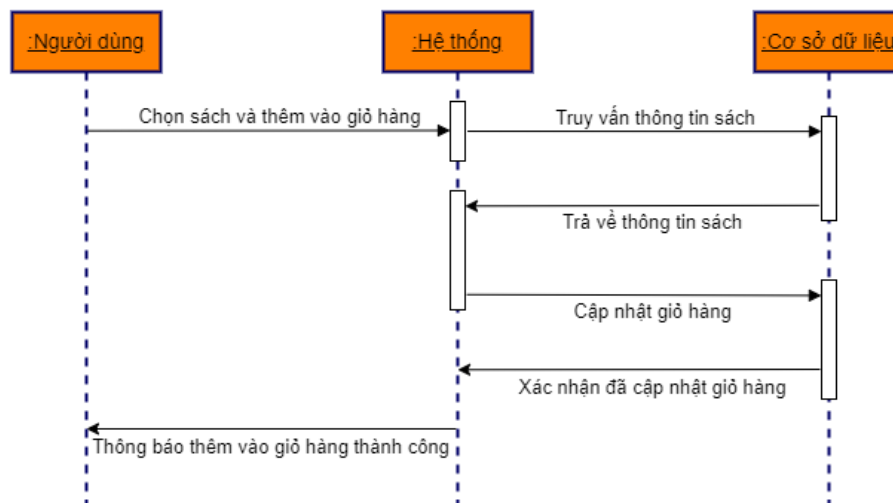 :Người dùng
:Hệ thống
:Cơ sở dữ liệu
Chọn sách và thêm vào giỏ hàng
Truy vấn thông tin sách
Trả về thông tin sách
Cập nhật giỏ hàng
Xác nhận đã cập nhật giỏ hàng
Thông báo thêm vào giỏ hàng thành công